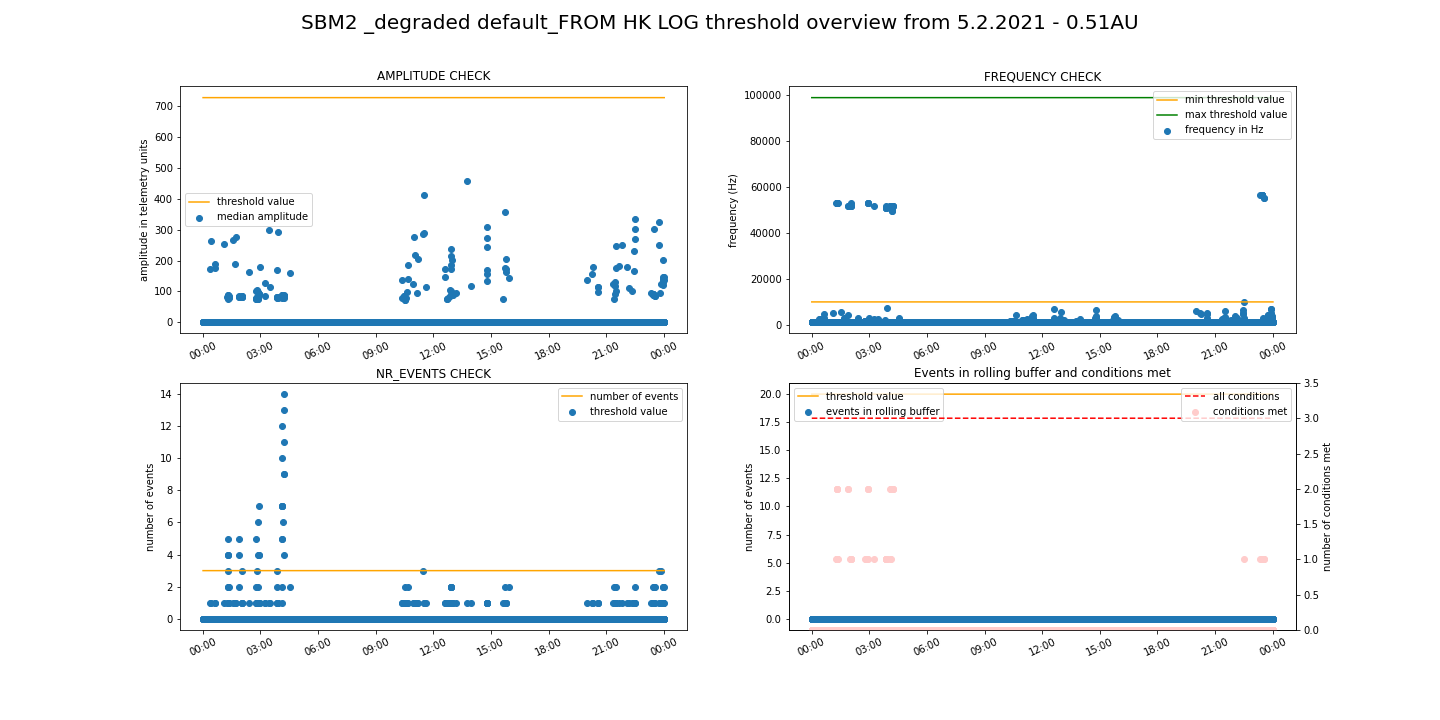 SBM2 _degraded default_FROM HK LOG threshold overview from 5.2.2021 - 0.51AU
AMPLITUDE CHECK
amplitude in telemetry units
700
600
500
400
300
200
100
0
threshold value
median amplitude
00:00 03:00 06:00 09:00 12:00 15:00 18:00 21:00 00:00
FREQUENCY CHECK
frequency (Hz)
100000
80000
60000
40000
20000
0
min threshold value
max threshold value
frequency in Hz
00:00 03:00 06:00 09:00 12:00 15:00 18:00 21:00 00:00
NR_EVENTS CHECK
number of events
14
12
10
8
6
4
2
0
number of events
threshold value
00:00 03:00 06:00 09:00 12:00 15:00 18:00 21:00 00:00
Events in rolling buffer and conditions met
number of events
20.0
17.5
15.0
12.5
10.0
7.5
5.0
2.5
0.0
threshold value
events in rolling buffer
all conditions
conditions met
3.5
3.0
2.5
2.0
1.5
1.0
0.5
0.0
number of conditions met
00:00 03:00 06:00 09:00 12:00 15:00 18:00 21:00 00:00